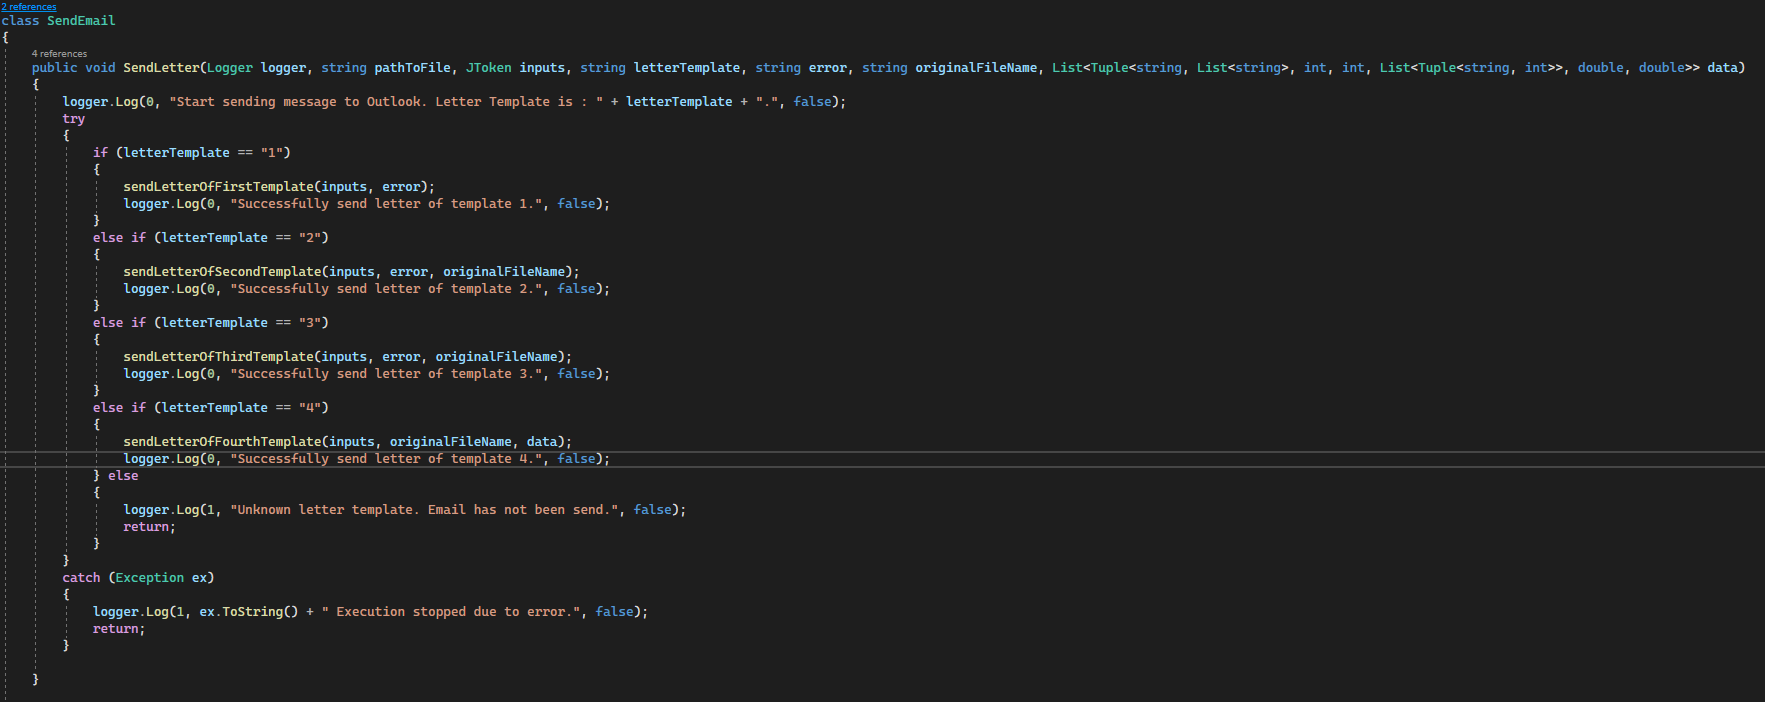 2 references
class SendEmail
{
4 references
public void SendLetter(Logger logger, string pathToFile, JToken inputs, string letterTemplate, string error, string originalFileName, List<Tuple<string, List<string>, int, int, List<Tuple<string, int>>, double, double>> data)
{
logger.Log(0, "Start sending message to Outlook. Letter Template is : " + letterTemplate + ".", false);
try
{
if (letterTemplate == "1")
{
sendLetterOfFirstTemplate(inputs, error);
logger.Log(0, "Successfully send letter of template 1.", false);
}
else if (letterTemplate == "2")
{
sendLetterOfSecondTemplate(inputs, error, originalFileName);
logger.Log(0, "Successfully send letter of template 2.", false);
}
else if (letterTemplate == "3")
{
sendLetterOfThirdTemplate(inputs, error, originalFileName);
logger.Log(0, "Successfully send letter of template 3.", false);
}
else if (letterTemplate == "4")
{
sendLetterOfFourthTemplate(inputs, originalFileName, data);
logger.Log(0, "Successfully send letter of template 4.", false);
} else
{
logger.Log(1, "Unknown letter template. Email has not been send.", false);
return;
}
}
catch (Exception ex)
{
logger.Log(1, ex.ToString() + " Execution stopped due to error.", false);
return;
}
}